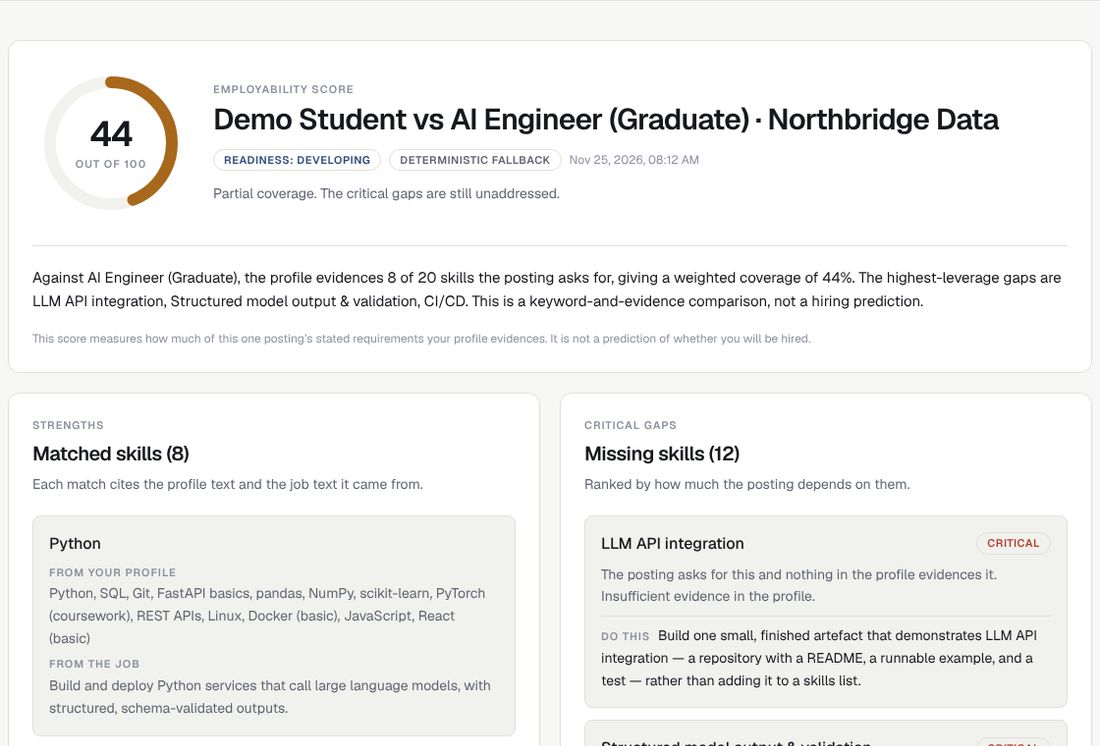 44
OUT OF 100
EMPLOYABILITY SCORE
Demo Student vs AI Engineer (Graduate) · Northbridge Data
READINESS: DEVELOPING
DETERMINISTIC FALLBACK
Nov 25, 2026, 08:12 AM
Partial coverage. The critical gaps are still unaddressed.
Against AI Engineer (Graduate), the profile evidences 8 of 20 skills the posting asks for, giving a weighted coverage of 44%. The highest-leverage gaps are
LLM API integration, Structured model output & validation, CI/CD. This is a keyword-and-evidence comparison, not a hiring prediction.
This score measures how much of this one posting's stated requirements your profile evidences. It is not a prediction of whether you will be hired.
STRENGTHS
Matched skills (8)
Each match cites the profile text and the job text it came from.
Python
FROM YOUR PROFILE
Python, SQL, Git, FastAPI basics, pandas, NumPy, scikit-learn, PyTorch
(coursework), REST APIs, Linux, Docker (basic), JavaScript, React
(basic)
FROM THE JOB
Build and deploy Python services that call large language models, with
structured, schema-validated outputs.
CRITICAL GAPS
Missing skills (12)
Ranked by how much the posting depends on them.
LLM API integration
CRITICAL
The posting asks for this and nothing in the profile evidences it.
Insufficient evidence in the profile.
DO THIS Build one small, finished artefact that demonstrates LLM API
integration — a repository with a README, a runnable example, and a
test — rather than adding it to a skills list.
Structured model output & validation
CRITICAL